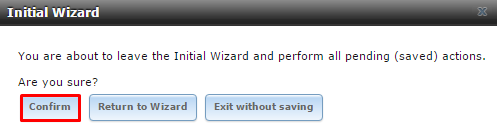 Initial Wizard
You are about to leave the Initial Wizard and perform all pending (saved) actions.
Are you sure?
Confirm Return to Wizard Exit without saving